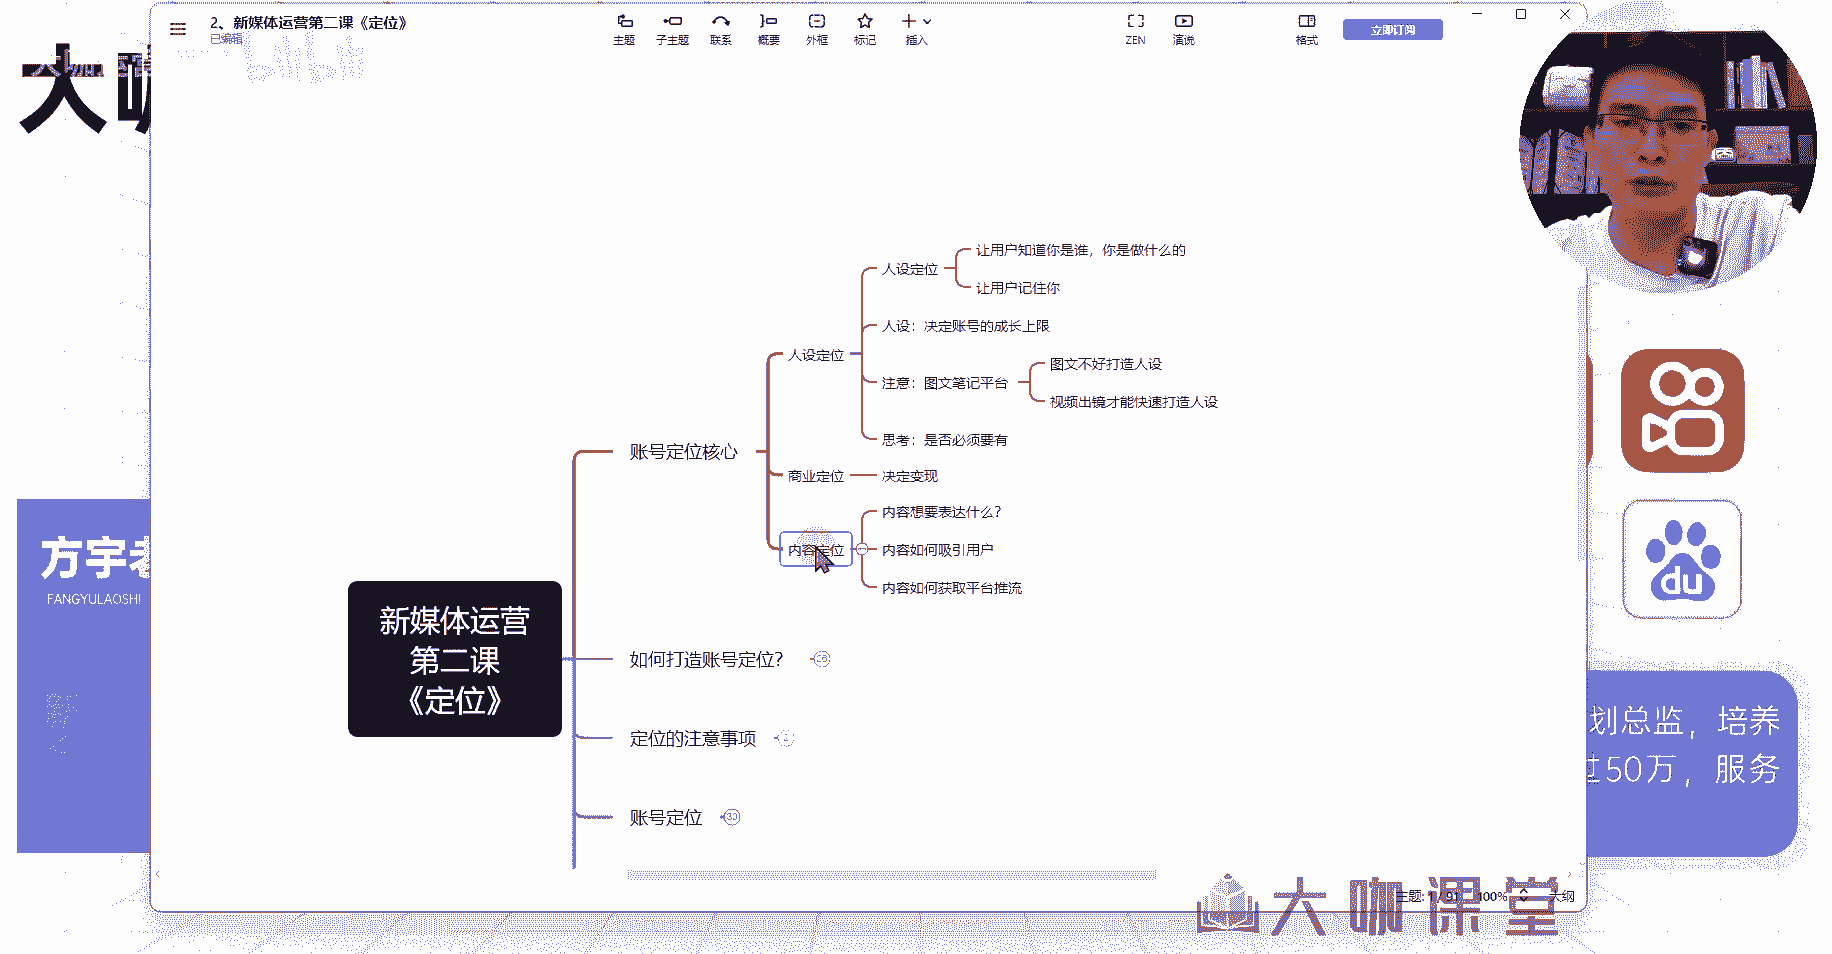 2、新媒体运营第二课《定位》
已编辑
主题
子主题
联系
概要
外框
标记
插入
ZEN
演说
格式
立即订阅
bilibili
大咖
方宇老
FANGYULAOSHI
新媒体运营
第二课
《定位》
账号定位核心
人设定位
人设定位
让用户知道你是谁，你是做什么的
让用户记住你
人设：决定账号的成长上限
注意：图文笔记平台
图文不好打造人设
视频出镜才能快速打造人设
思考：是否必须要有
商业定位
决定变现
内容定位
内容想要表达什么？
内容如何吸引用户
内容如何获取平台推流
如何打造账号定位？
定位的注意事项
账号定位
30
du
划总监，培养
过50万，服务
主题: 1 / 91
100%
大纲
大咖课堂